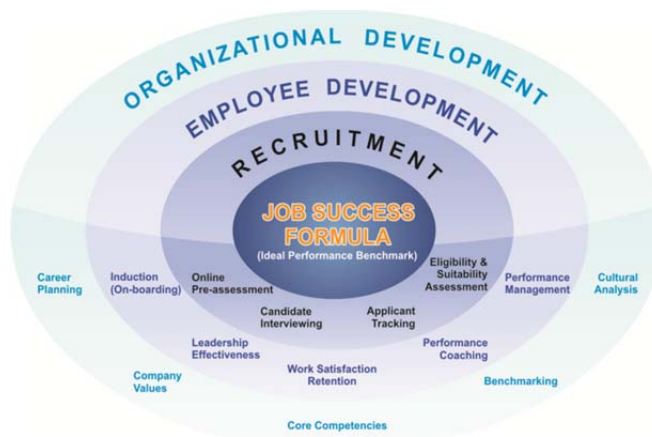 ORGANIZATIONAL DEVELOPMENT
EMPLOYEE DEVELOPMENT
RECRUITMENT
JOB SUCCESS
FORMULA
(Ideal Performance Benchmark)
Career
Planning
Induction
(On-boarding)
Online
Pre-assessment
Eligibility &
Suitability
Assessment
Performance
Management
Cultural
Analysis
Candidate
Interviewing
Applicant
Tracking
Leadership
Effectiveness
Performance
Coaching
Company
Values
Work Satisfaction
Retention
Benchmarking
Core Competencies